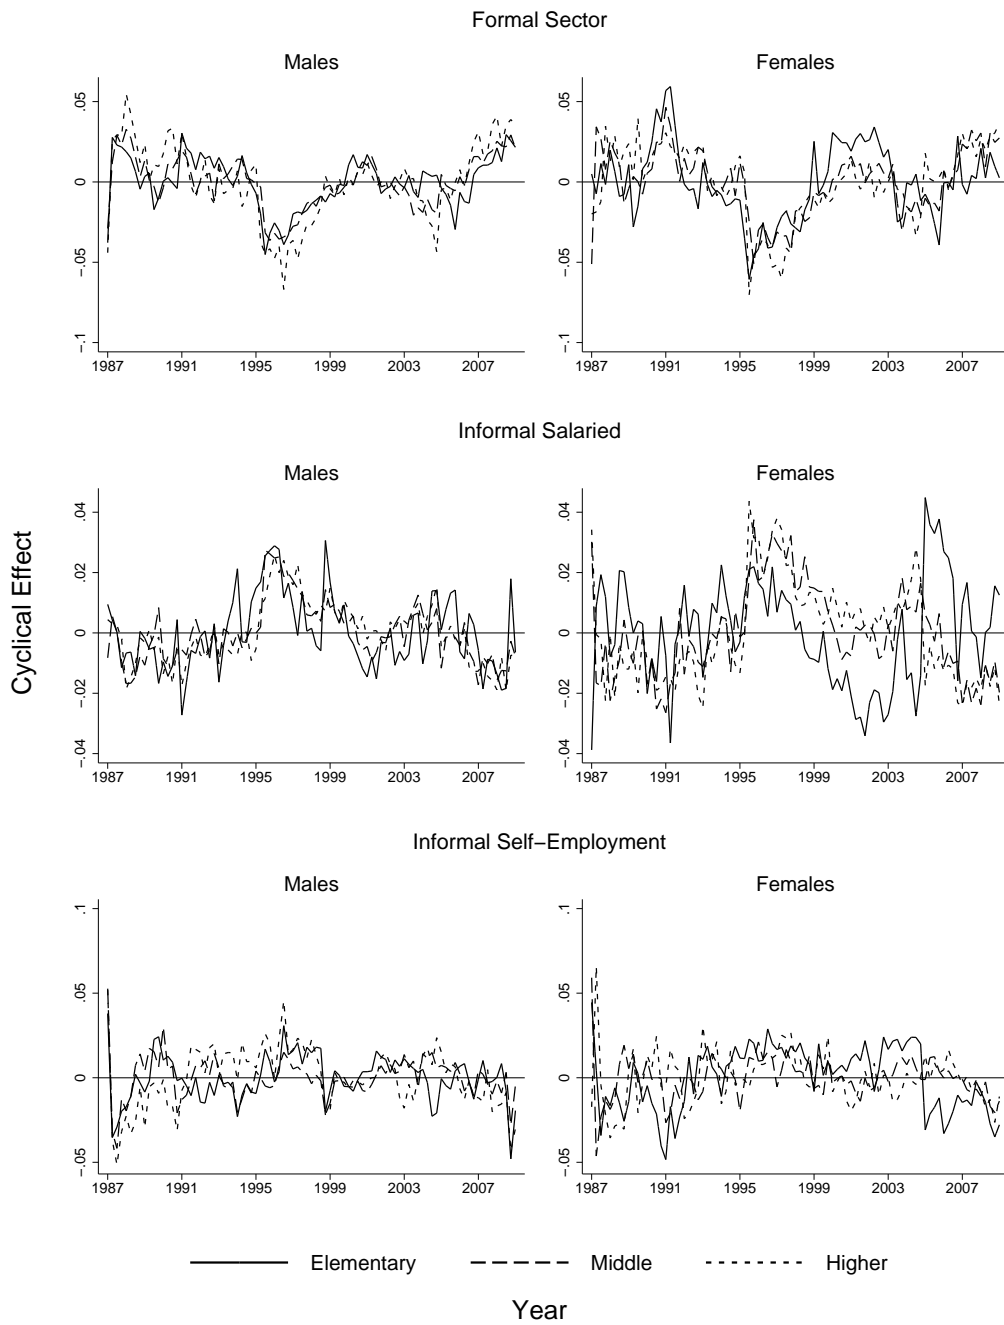 Formal Sector
Males
Females
.05
0
−.05
−.1
1987 1991 1995 1999 2003 2007
.05
0
−.05
−.1
1987 1991 1995 1999 2003 2007
Informal Salaried
Males
Females
.04
.02
0
−.02
−.04
1987 1991 1995 1999 2003 2007
.04
.02
0
−.02
−.04
1987 1991 1995 1999 2003 2007
Cyclical Effect
Informal Self−Employment
Males
Females
.1
.05
0
−.05
1987 1991 1995 1999 2003 2007
.1
.05
0
−.05
1987 1991 1995 1999 2003 2007
Elementary Middle Higher
Year